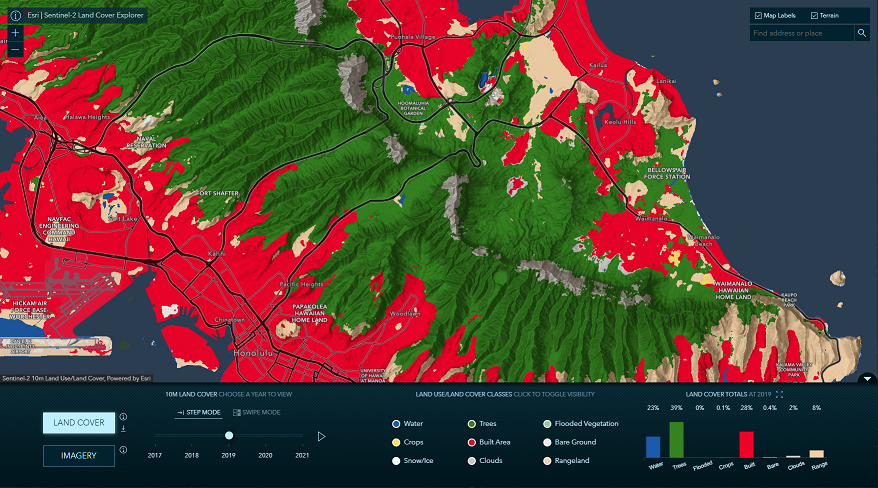 Esri | Sentinel-2 Land Cover Explorer
Map Labels
Terrain
Find address or place
Puohala Village
Kailua
Lanikai
HOOMALUHIA
BOTANICAL
GARDEN
Keolu Hills
Aiea
Halawa Heights
NAVAL
RESERVATION
BELLOWS AIR
FORCE STATION
FORT SHAFTER
Salt Lake
NAVFAC
ENGINEERING
COMMAND
HAWAII
Waimanalo
Waimanalo
Beach
Kalihi
Pacific Heights
WAIMANALO
HAWAIIAN
HOME LAND
KAUPO
BEACH
PARK
HICKAM AIR
FORCE BASE
PAPAKOLEA
HAWAIIAN
HOME LAND
Woodlawn
Chinatown
Honolulu
UNIVERSITY
OF HAWAII
AT MANOA
KALAMA VALLEY
COMMUNITY
PARK
Sentinel-2 10m Land Use/Land Cover, Powered by Esri
10M LAND COVER CHOOSE A YEAR TO VIEW
STEP MODE
SWIPE MODE
LAND COVER
IMAGERY
2017
2018
2019
2020
2021
LAND USE/LAND COVER CLASSES CLICK TO TOGGLE VISIBILITY
Water
Trees
Flooded Vegetation
Crops
Built Area
Bare Ground
Snow/Ice
Clouds
Rangeland
LAND COVER TOTALS AT 2019
23%
39%
0%
0.1%
28%
0.4%
2%
8%
Water
Trees
Flooded
Crops
Built
Bare
Clouds
Range